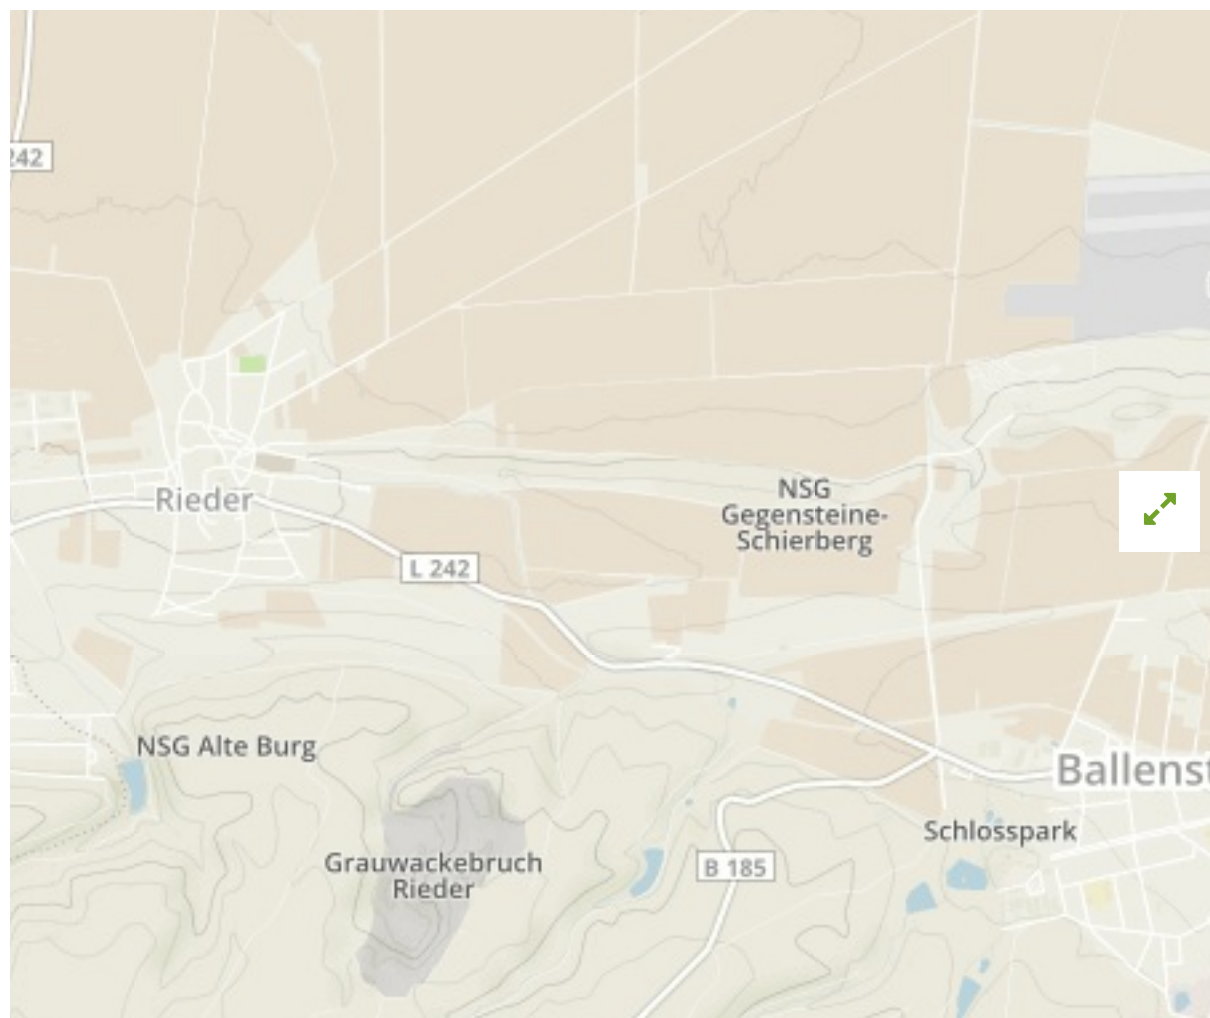 242
Rieder
NSG
Gegensteine-
Schierberg
L 242
NSG Alte Burg
Ballenst
Schlosspark
Grauwackebruch
Rieder
B 185